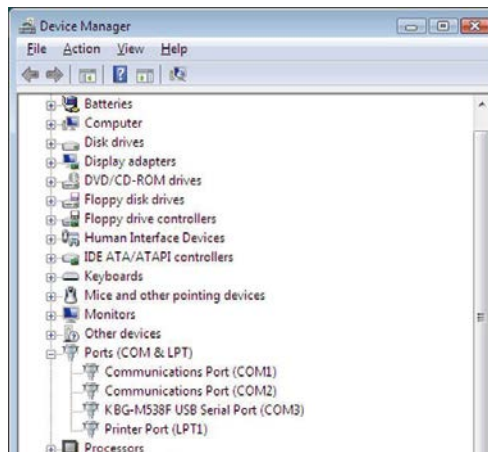 Device Manager
File Action View Help
Batteries
Computer
Disk drives
Display adapters
DVD/CD-ROM drives
Floppy disk drives
Floppy drive controllers
Human Interface Devices
IDE ATA/ATAPI controllers
Keyboards
Mice and other pointing devices
Monitors
Other devices
Ports (COM & LPT)
Communications Port (COM1)
Communications Port (COM2)
KBG-M538F USB Serial Port (COM3)
Printer Port (LPT1)
Processors